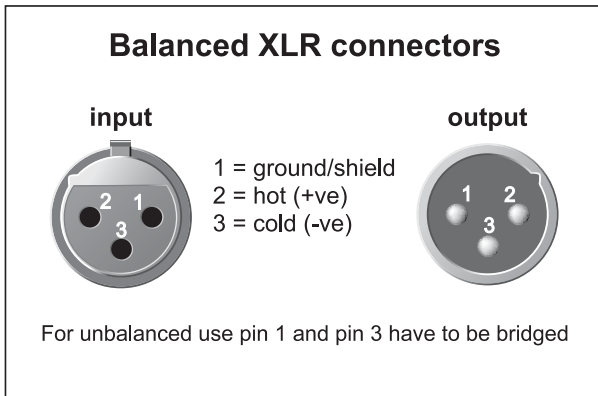 Balanced XLR connectors
input
output
2 1
3
1 = ground/shield
2 = hot (+ve)
3 = cold (-ve)
1 2
3
For unbalanced use pin 1 and pin 3 have to be bridged